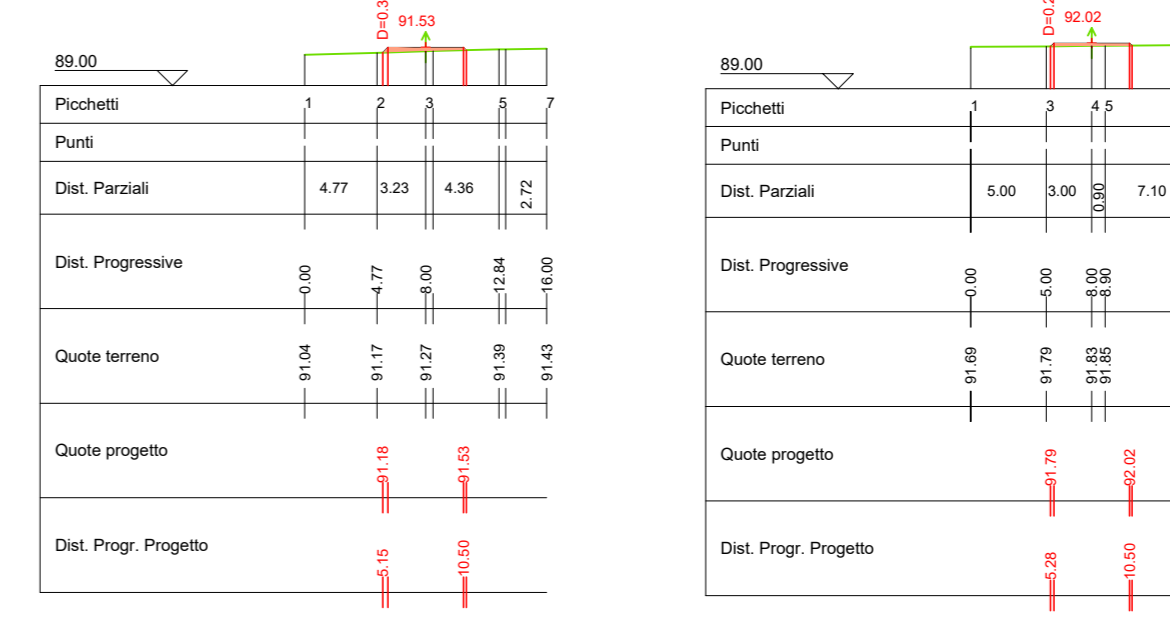 D=0.3
91.53
89.00
Picchetti 1 2 3 5 7
Punti
Dist. Parziali 4.77 3.23 4.36 2.72
Dist. Progressive 0.00 4.77 8.00 12.84 16.00
Quote terreno 91.04 91.17 91.27 91.39 91.43
Quote progetto 91.18 91.53
Dist. Progr. Progetto 5.15 10.50
D=0.2
92.02
89.00
Picchetti 1 3 4 5
Punti
Dist. Parziali 5.00 3.00 0.90 7.10
Dist. Progressive 0.00 5.00 8.00 8.90
Quote terreno 91.69 91.79 91.83 91.85
Quote progetto 91.79 92.02
Dist. Progr. Progetto 5.28 10.50